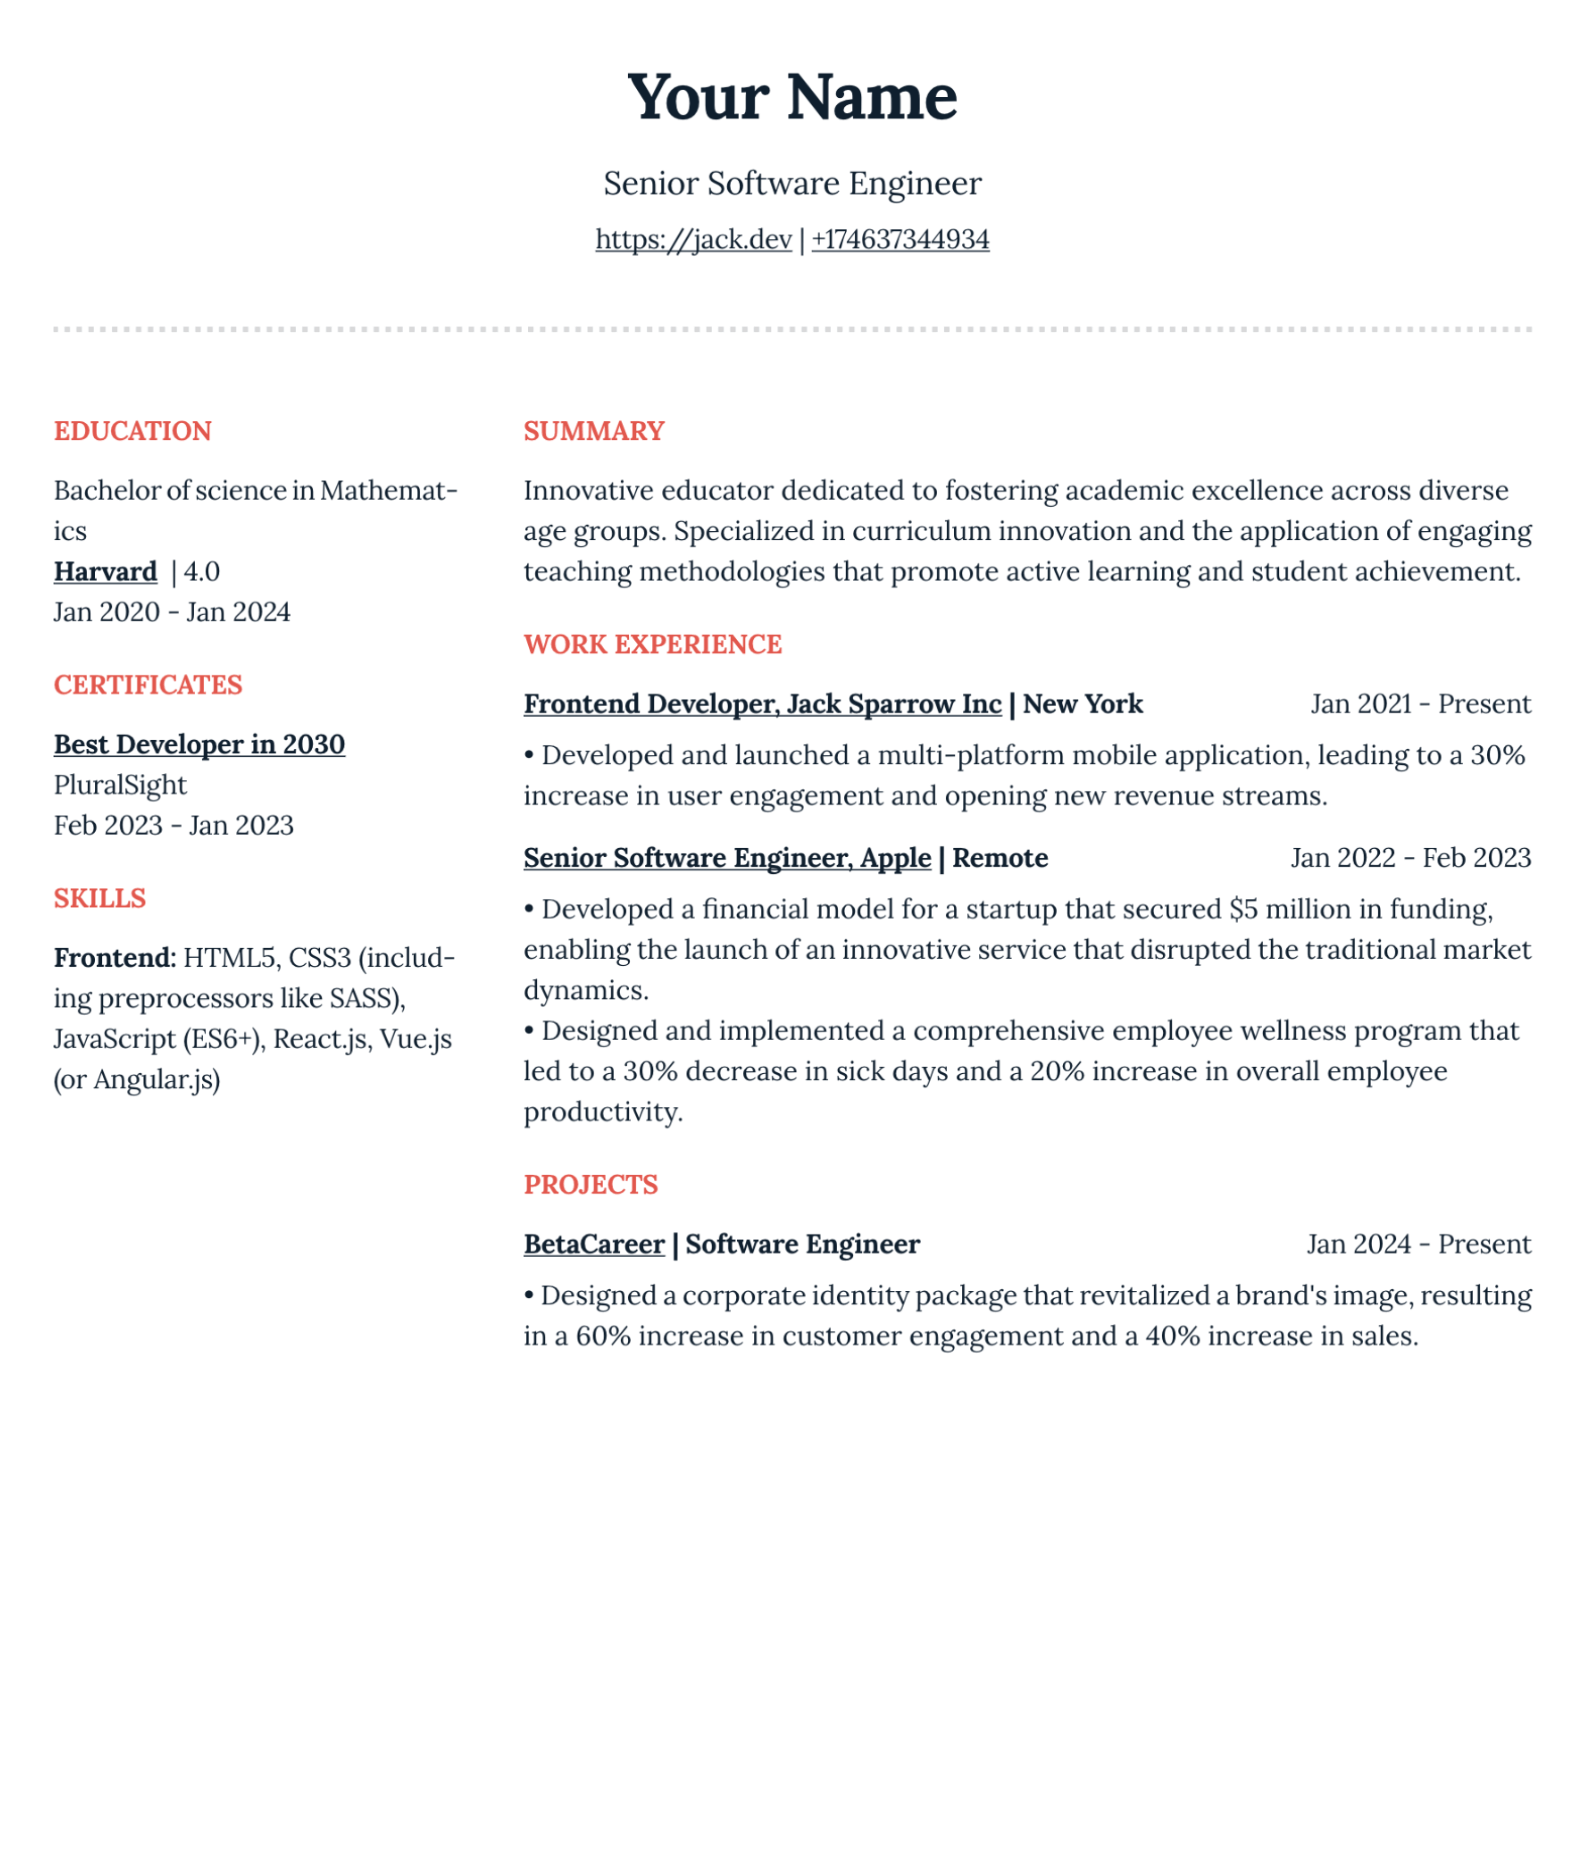 Your Name
Senior Software Engineer
https://jack.dev | +174637344934
EDUCATION
Bachelor of science in Mathemat-
ics
Harvard | 4.0
Jan 2020 - Jan 2024
CERTIFICATES
Best Developer in 2030
PluralSight
Feb 2023 - Jan 2023
SKILLS
Frontend: HTML5, CSS3 (includ-
ing preprocessors like SASS),
JavaScript (ES6+), React.js, Vue.js
(or Angular.js)
SUMMARY
Innovative educator dedicated to fostering academic excellence across diverse
age groups. Specialized in curriculum innovation and the application of engaging
teaching methodologies that promote active learning and student achievement.
WORK EXPERIENCE
Frontend Developer, Jack Sparrow Inc | New York Jan 2021 - Present
• Developed and launched a multi-platform mobile application, leading to a 30%
increase in user engagement and opening new revenue streams.
Senior Software Engineer, Apple | Remote Jan 2022 - Feb 2023
• Developed a financial model for a startup that secured $5 million in funding,
enabling the launch of an innovative service that disrupted the traditional market
dynamics.
• Designed and implemented a comprehensive employee wellness program that
led to a 30% decrease in sick days and a 20% increase in overall employee
productivity.
PROJECTS
BetaCareer | Software Engineer Jan 2024 - Present
• Designed a corporate identity package that revitalized a brand's image, resulting
in a 60% increase in customer engagement and a 40% increase in sales.